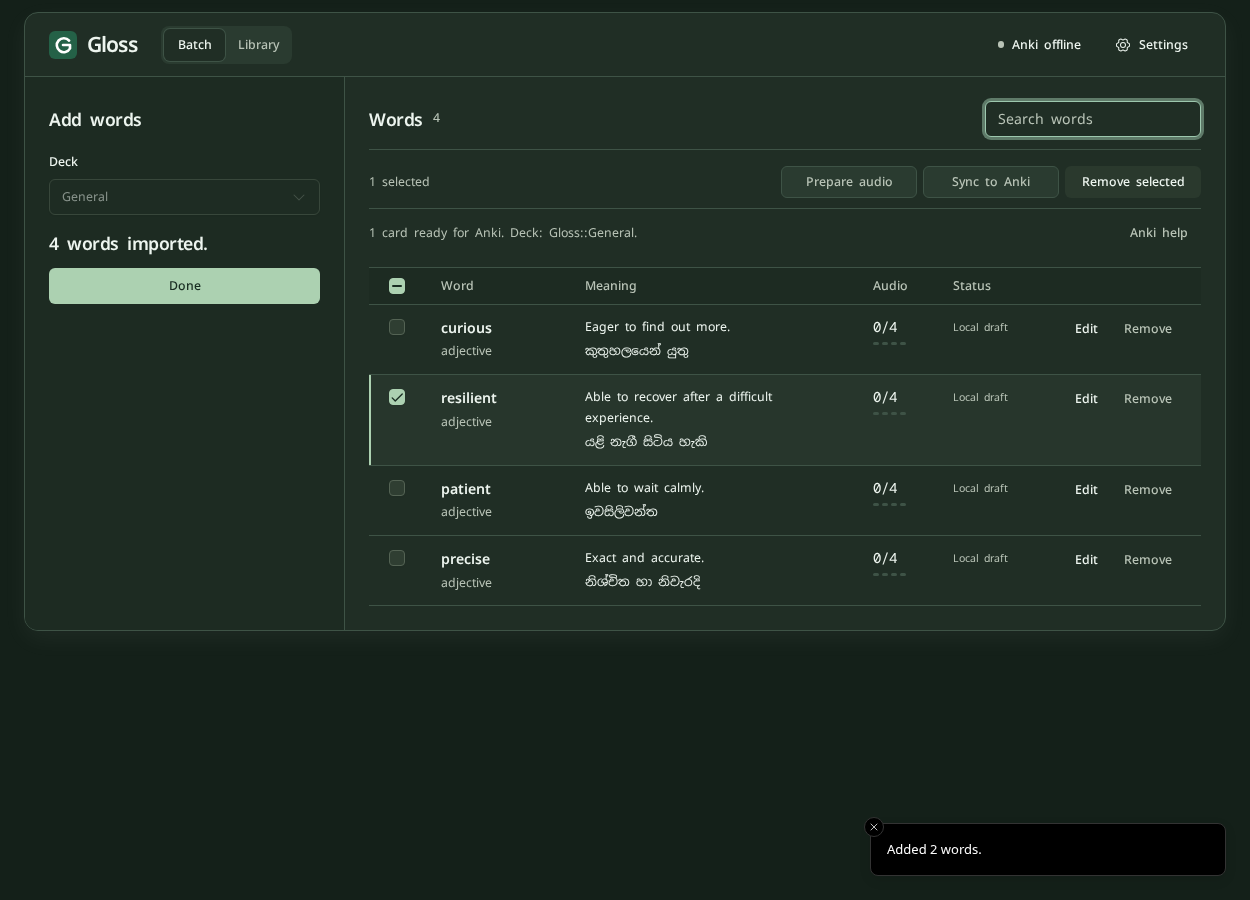 Gloss
Batch
Library
Anki offline
Settings
Add words
Deck
General
4 words imported.
Done
Words 4
Search words
1 selected
Prepare audio
Sync to Anki
Remove selected
1 card ready for Anki. Deck: Gloss::General.
Anki help
Word Meaning Audio Status
curious
adjective
Eager to find out more.
කුතුහලයෙන් යුතු
0/4
Local draft
Edit
Remove
resilient
adjective
Able to recover after a difficult
experience.
යළි නැගී සිටිය හැකි
0/4
Local draft
Edit
Remove
patient
adjective
Able to wait calmly.
ඉවසිලිවන්ත
0/4
Local draft
Edit
Remove
precise
adjective
Exact and accurate.
නිශ්චිත හා නිවැරදි
0/4
Local draft
Edit
Remove
Added 2 words.